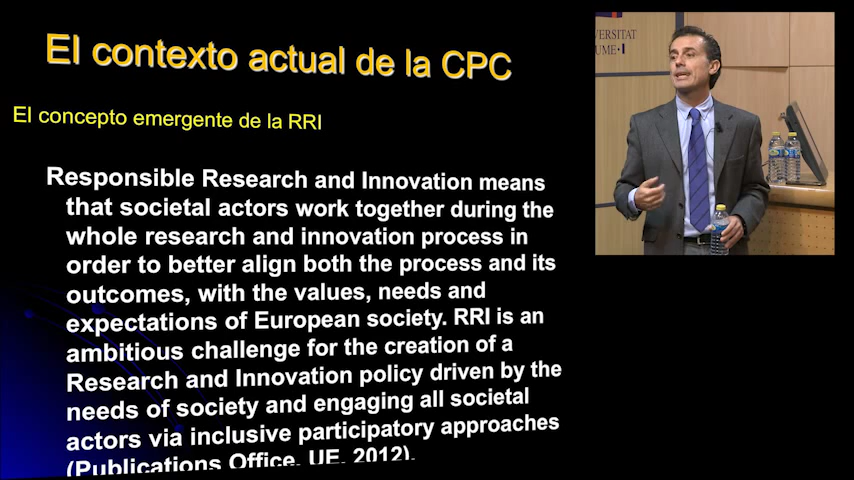 El contexto actual de la CPC
El concepto emergente de la RRI
Responsible Research and Innovation means
that societal actors work together during the
whole research and innovation process in
order to better align both the process and its
outcomes, with the values, needs and
expectations of European society. RRI is an
ambitious challenge for the creation of a
Research and Innovation policy driven by the
needs of society and engaging all societal
actors via inclusive participatory approaches
(Publications Office, UE, 2012).
VERSITAT
UME•I